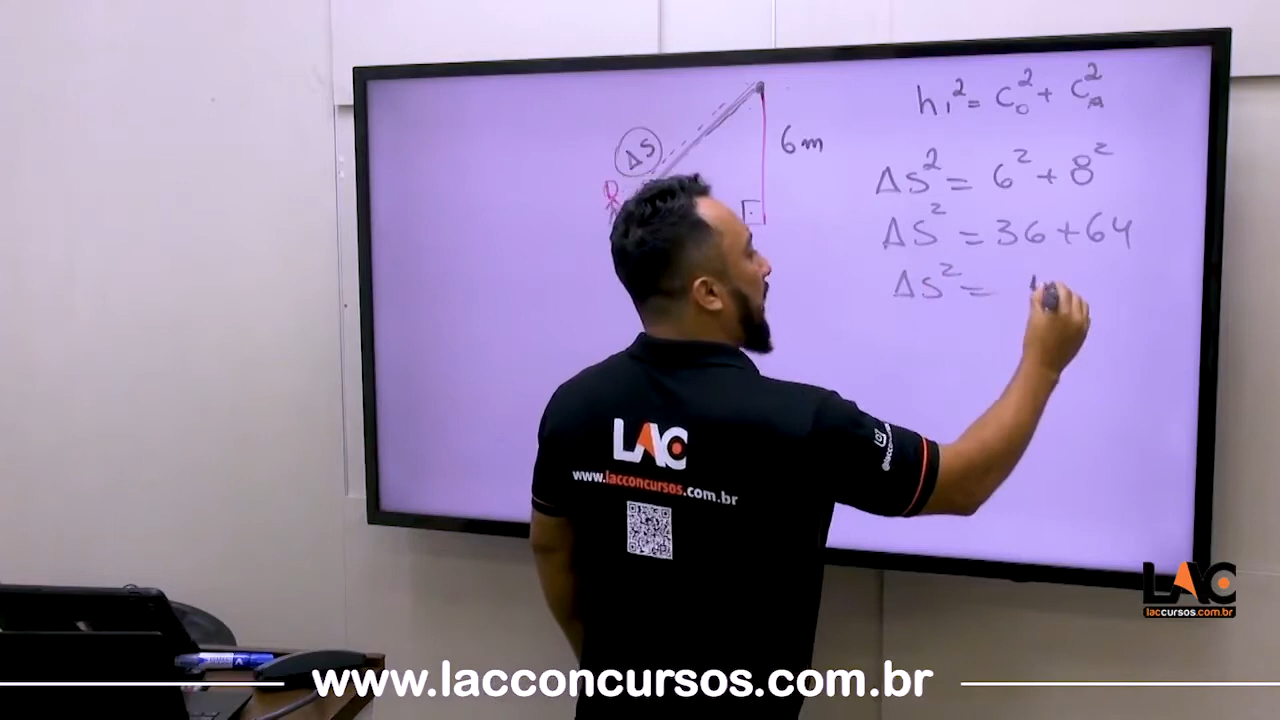 hi² = Co² + CA²
6m
ΔS
ΔS² = 6² + 8²
ΔS² = 36+64
ΔS² =
LAC
www.lacconcursos.com.br
LAC
laccursos.com.br
www.lacconcursos.com.br